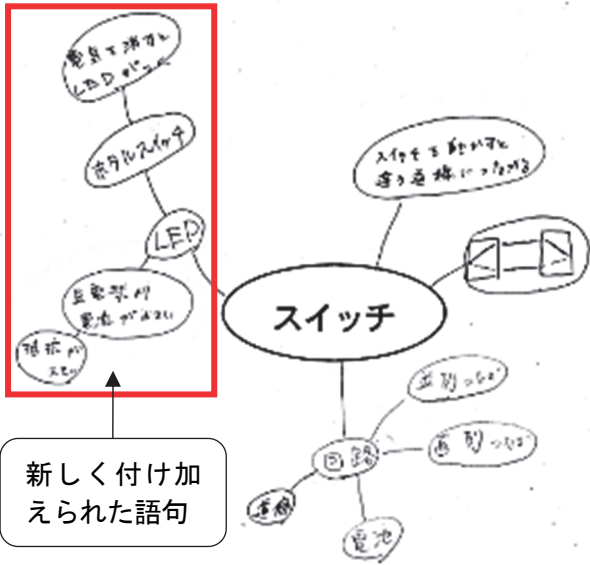 電気を消すと
LEDがつく
ホタルスイッチ
LED
豆電球より
電流が小さい
抵抗が
スイッチを動かすと
違う導線につながる
スイッチ
回路
並列つなぎ
直列つなぎ
導線
電池
新しく付け加
えられた語句